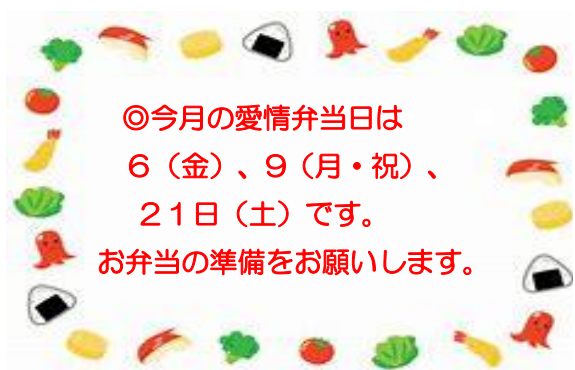 ◎今月の愛情弁当日は
６（金）、９（月・祝）、
２１日（土）です。
お弁当の準備をお願いします。